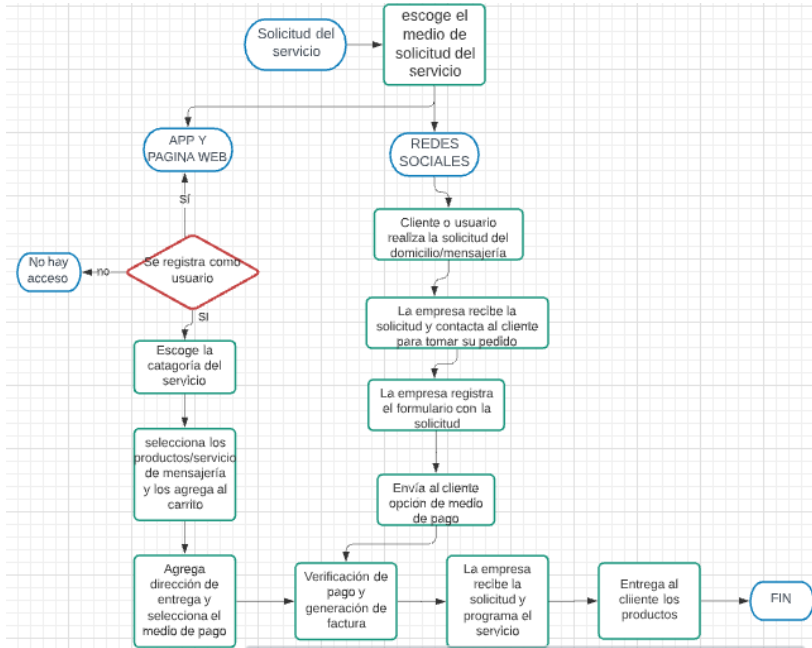 Solicitud del
servicio
escoge el
medio de
solicitud del
servicio
APP Y
PAGINA WEB
REDES
SOCIALES
Sí
Cliente o usuario
realiza la solicitud del
domicilio/mensajería
No hay
acceso
no
Se registra como
usuario
SI
La empresa recibe la
solicitud y contacta al cliente
para tomar su pedido
Escoge la
catagoría del
servicio
La empresa registra
el formulario con la
solicitud
selecciona los
productos/servicio
de mensajería
y los agrega al
carrito
Envía al cliente
opcion de medio
de pago
Agrega
dirección de
entrega y
selecciona el
medio de pago
Verificación de
pago y
generación de
factura
La empresa
recibe la
solicitud y
programa el
servicio
Entrega al
cliiente los
productos
FIN